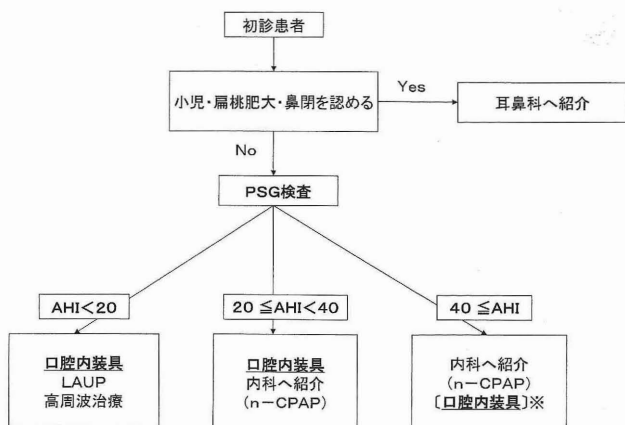 初診患者
小児・扁桃肥大・鼻閉を認める
Yes
耳鼻科へ紹介
No
PSG検査
AHI<20
20 ≦AHI<40
40 ≦AHI
口腔内装具
LAUP
高周波治療
口腔内装具
内科へ紹介
(n-CPAP)
内科へ紹介
(n-CPAP)
〔口腔内装具〕※